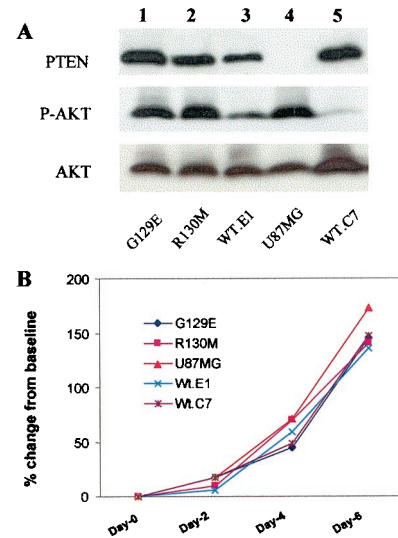 A
1 2 3 4 5
PTEN
P-AKT
AKT
G129E R130M WT.E1 U87MG WT.C7
B
% change from baseline
200
150
100
50
0
G129E
R130M
U87MG
Wt.E1
Wt.C7
Day-0 Day-2 Day-4 Day-6